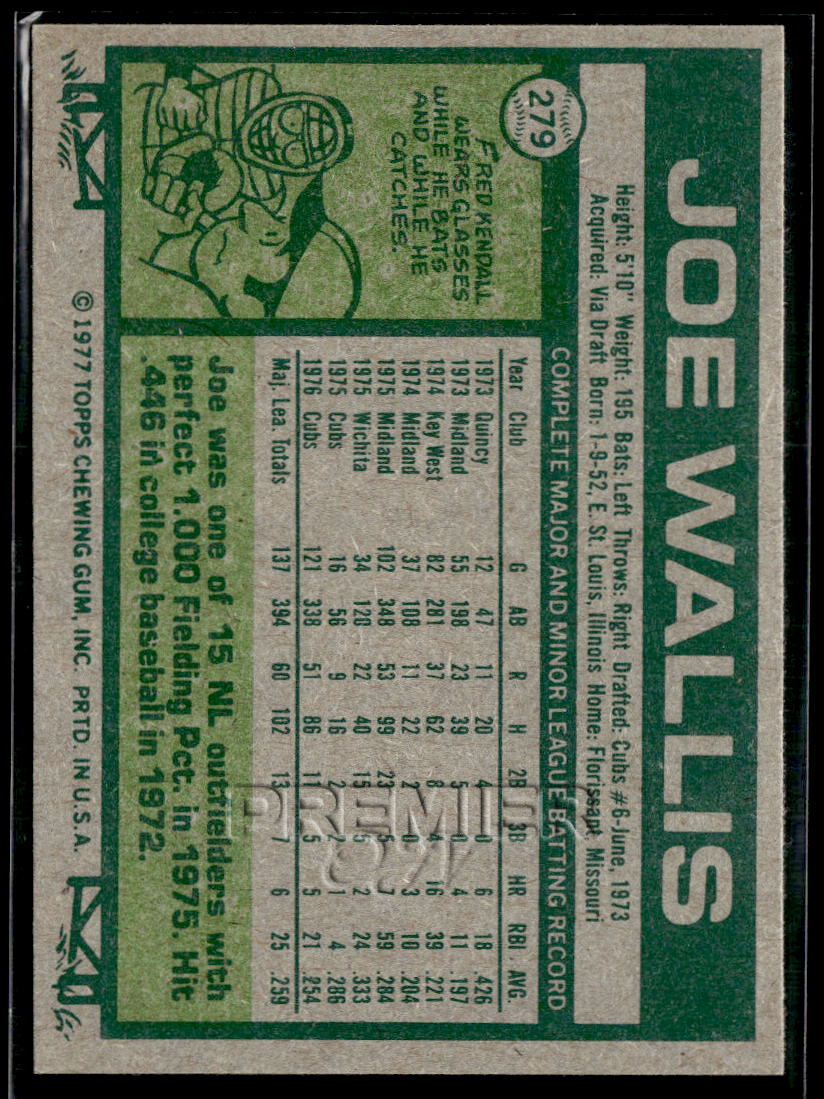 279
JOE WALLIS
Height: 5'10" Weight: 195 Bats: Left Throws: Right Drafted: Cubs #6-June, 1973
Acquired: Via Draft Born: 1-9-52, E. St. Louis, Illinois Home: Florissant, Missouri
FRED KENDALL
WEARS GLASSES
WHILE HE BATS
AND WHILE HE
CATCHES.
COMPLETE MAJOR AND MINOR LEAGUE BATTING RECORD
Year Club G AB R H 2B 3B HR RBI AVG.
1973 Quincy 12 47 11 20 4 0 6 18 .426
1973 Midland 55 198 23 39 5 0 4 11 .197
1974 Key West 82 281 37 62 8 4 16 39 .221
1974 Midland 37 108 11 22 2 0 3 10 .204
1975 Midland 102 348 53 99 23 5 7 59 .284
1975 Wichita 34 120 22 40 15 2 24 .333
1975 Cubs 16 56 9 16 2 2 1 4 .286
1976 Cubs 121 338 51 86 11 5 5 21 .254
Maj. Lea. Totals 137 394 60 102 13 7 6 25 .259
Joe was one of 15 NL outfielders with
perfect 1.000 Fielding Pct. in 1975. Hit
.446 in college baseball in 1972.
© 1977 TOPPS CHEWING GUM, INC. PRTD. IN U.S.A.
PREMIER